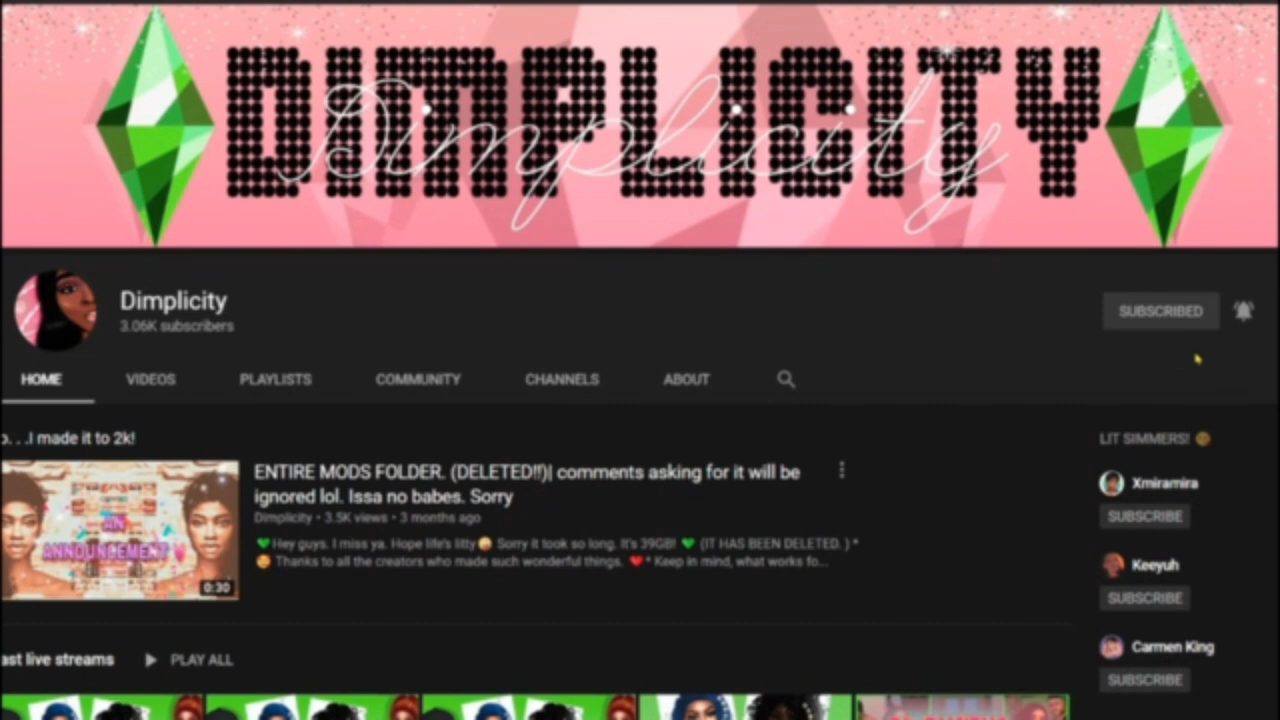 DIMPLICITY
Dimplicity
Dimplicity
3.06K subscribers
SUBSCRIBED
HOME
VIDEOS
PLAYLISTS
COMMUNITY
CHANNELS
ABOUT
o. . .I made it to 2k!
AN
ANNOUNCEMENT
0:30
ENTIRE MODS FOLDER. (DELETED!!)| comments asking for it will be
ignored lol. Issa no babes. Sorry
Dimplicity • 3.5K views • 3 months ago
Hey guys. I miss ya. Hope life's litty Sorry it took so long. It's 39GB! (IT HAS BEEN DELETED. ) *
Thanks to all the creators who made such wonderful things. * Keep in mind, what works fo...
LIT SIMMERS!
Xmiramira
SUBSCRIBE
Keeyuh
SUBSCRIBE
Carmen King
SUBSCRIBE
ast live streams
PLAY ALL